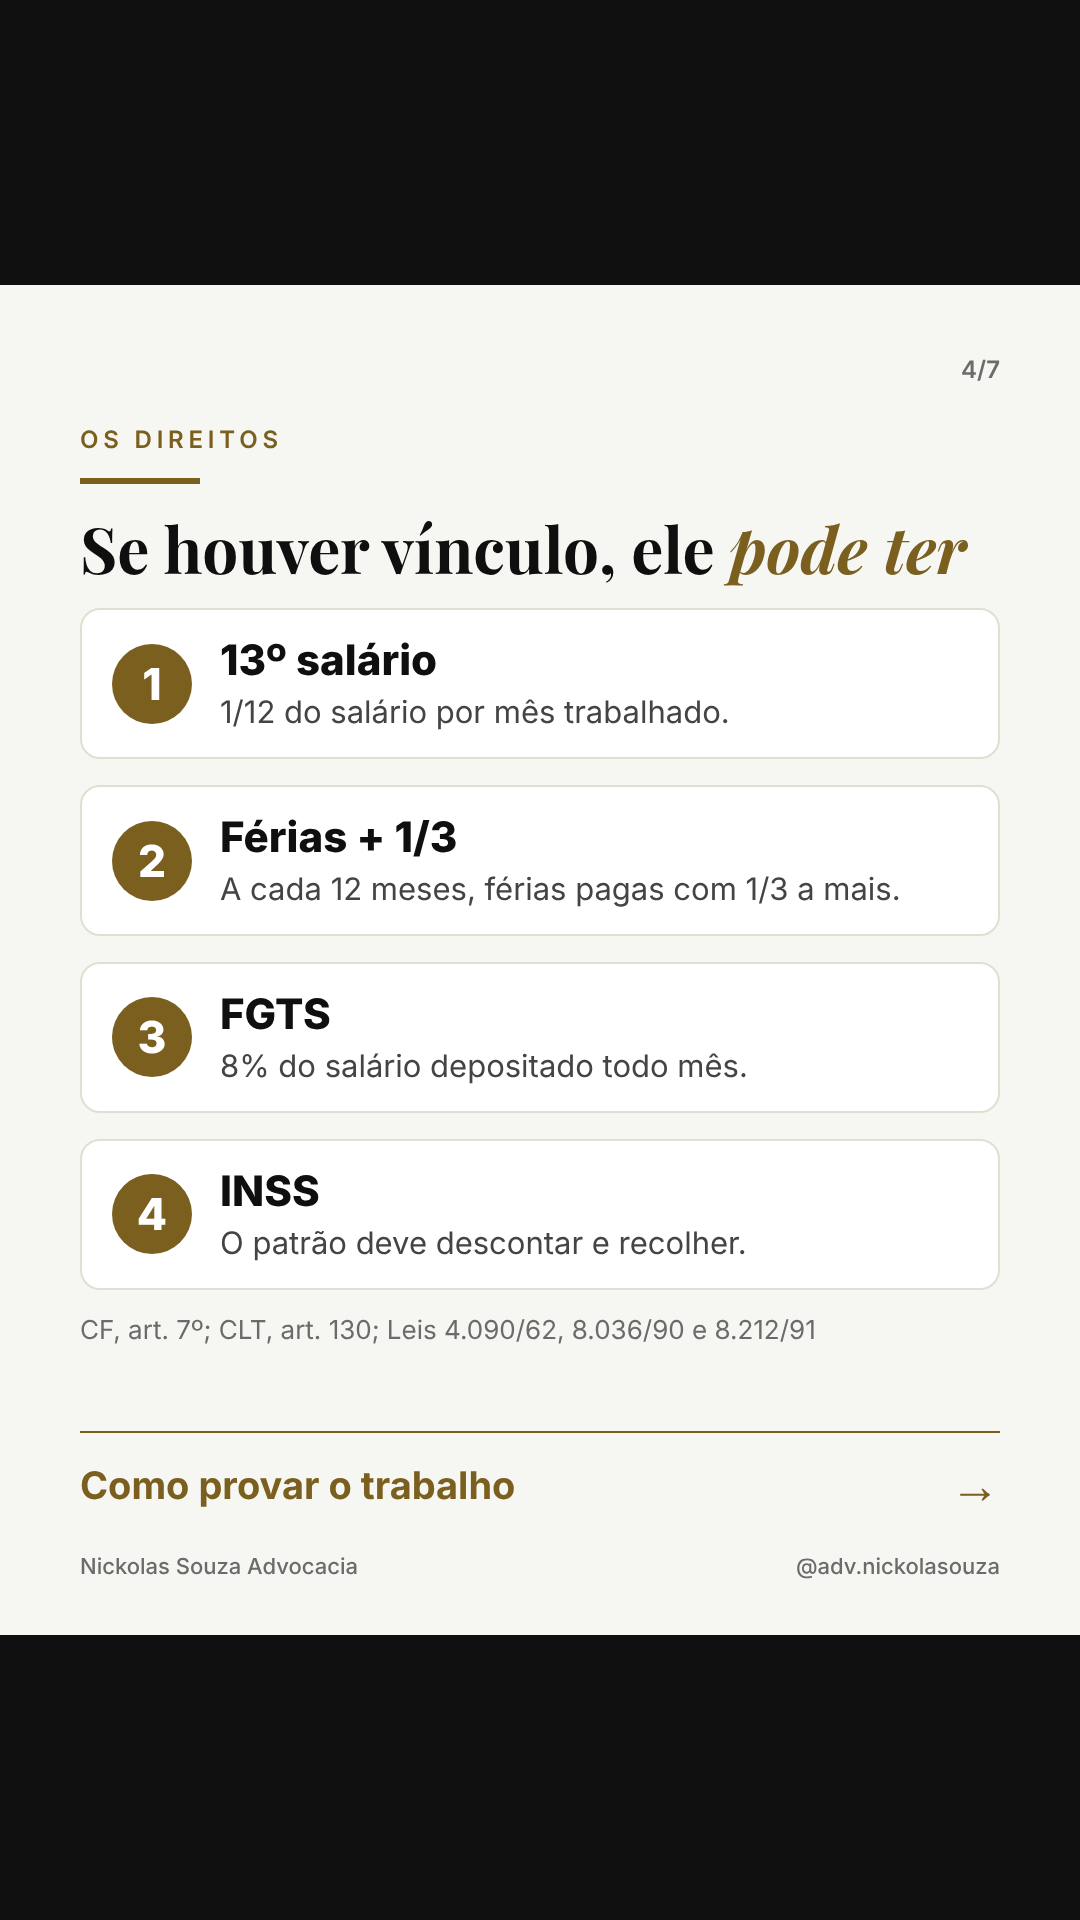 4/7
OS DIREITOS
Se houver vínculo, ele pode ter
1
13º salário
1/12 do salário por mês trabalhado.
2
Férias + 1/3
A cada 12 meses, férias pagas com 1/3 a mais.
3
FGTS
8% do salário depositado todo mês.
4
INSS
O patrão deve descontar e recolher.
CF, art. 7º; CLT, art. 130; Leis 4.090/62, 8.036/90 e 8.212/91
Como provar o trabalho →
Nickolas Souza Advocacia @adv.nickolasouza